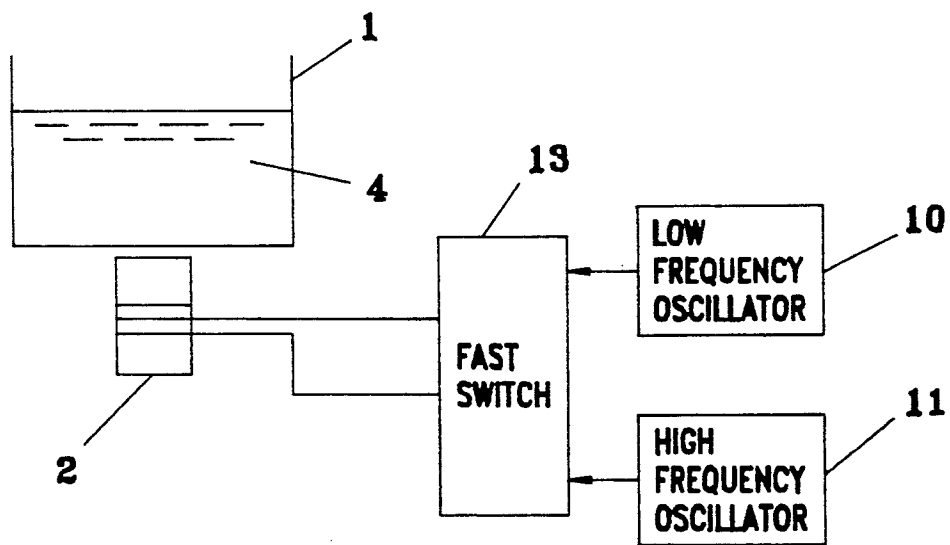 1
4
13
LOW
FREQUENCY
OSCILLATOR
10
FAST
SWITCH
2
HIGH
FREQUENCY
OSCILLATOR
11